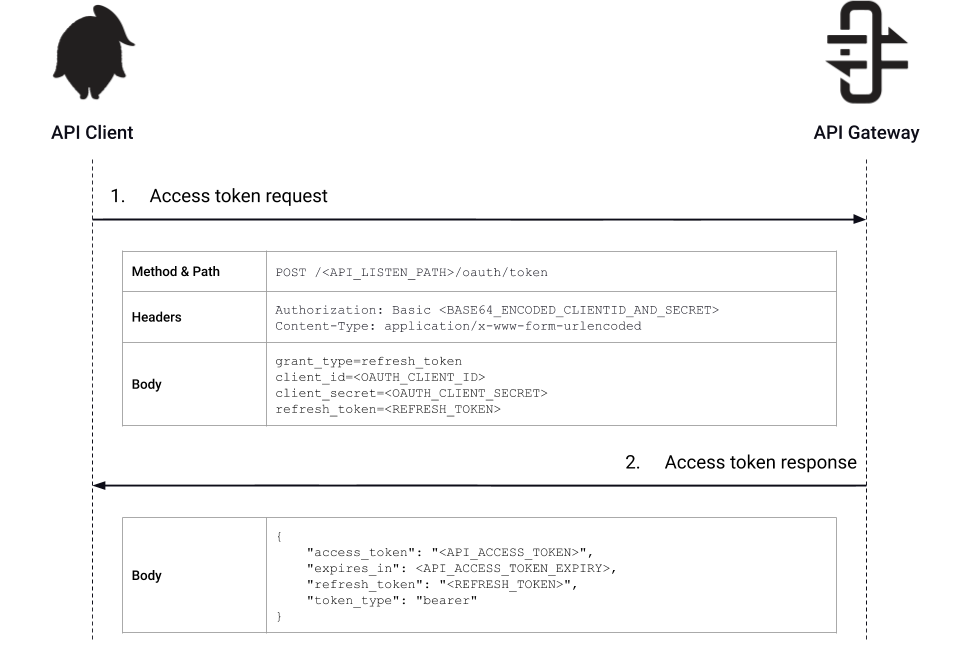 API Client
API Gateway
1. Access token request
Method & Path
POST /<API_LISTEN_PATH>/oauth/token
Headers
Authorization: Basic <BASE64_ENCODED_CLIENTID_AND_SECRET>
Content-Type: application/x-www-form-urlencoded
Body
grant_type=refresh_token
client_id=<OAUTH_CLIENT_ID>
client_secret=<OAUTH_CLIENT_SECRET>
refresh_token=<REFRESH_TOKEN>
2. Access token response
Body
{
    "access_token": "<API_ACCESS_TOKEN>",
    "expires_in": <API_ACCESS_TOKEN_EXPIRY>,
    "refresh_token": "<REFRESH_TOKEN>",
    "token_type": "bearer"
}